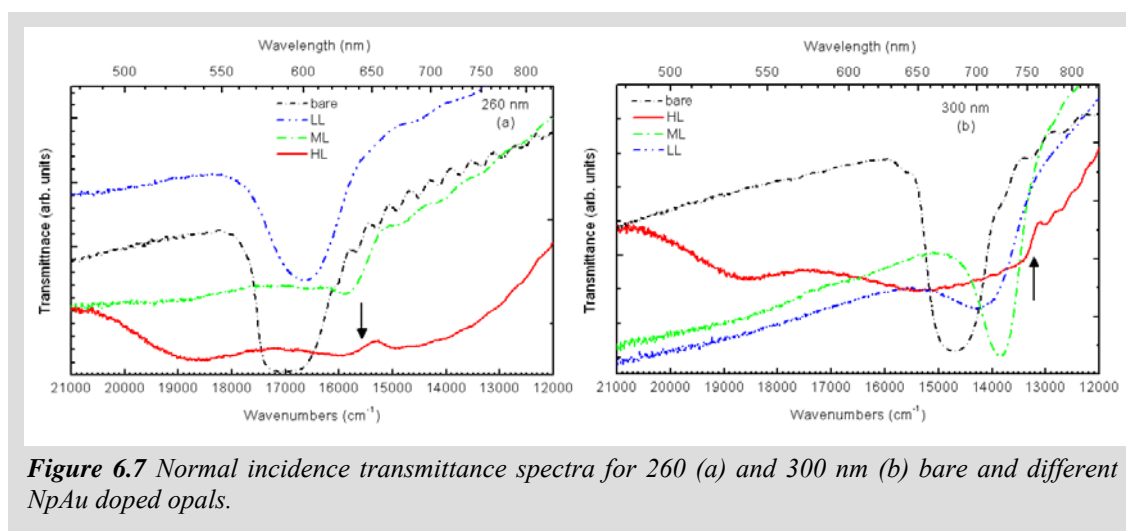 Wavelength (nm)
500 550 600 650 700 750 800
bare
LL
ML
HL
260 nm
(a)
Transmittnace (arb. units)
21000 20000 19000 18000 17000 16000 15000 14000 13000 12000
Wavenumbers (cm-1)
Wavelength (nm)
500 550 600 650 700 750 800
bare
HL
ML
LL
300 nm
(b)
Transmittance (arb. units)
21000 20000 19000 18000 17000 16000 15000 14000 13000 12000
Wavenumbers (cm-1)
Figure 6.7 Normal incidence transmittance spectra for 260 (a) and 300 nm (b) bare and different
NpAu doped opals.